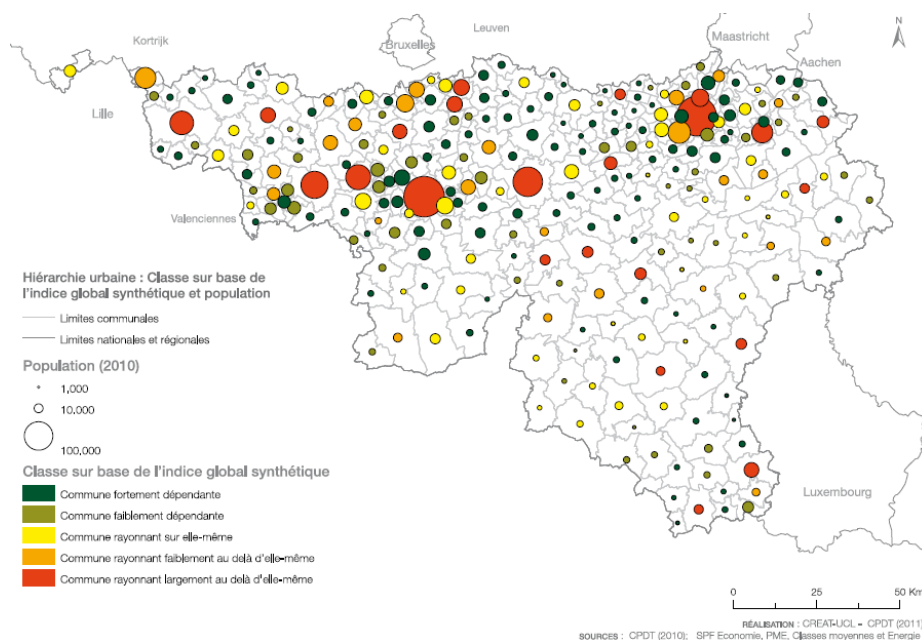 Kortrijk
Bruxelles
Leuven
Maastricht
Aachen
N
Lille
Valenciennes
Luxembourg
Hiérarchie urbaine : Classe sur base de
l'indice global synthétique et population
Limites communales
Limites nationales et régionales
Population (2010)
1,000
10.000
100,000
Classe sur base de l'indice global synthétique
Commune fortement dépendante
Commune faiblement dépendante
Commune rayonnant sur elle-même
Commune rayonnant faiblement au delà d'elle-même
Commune rayonnant largement au delà d'elle-même
0 25 50 Km
RÉALISATION : CREAT-UCL - CPDT (2011
SOURCES : CPDT (2010); SPF Economie, PME, Classes moyennes et Energie